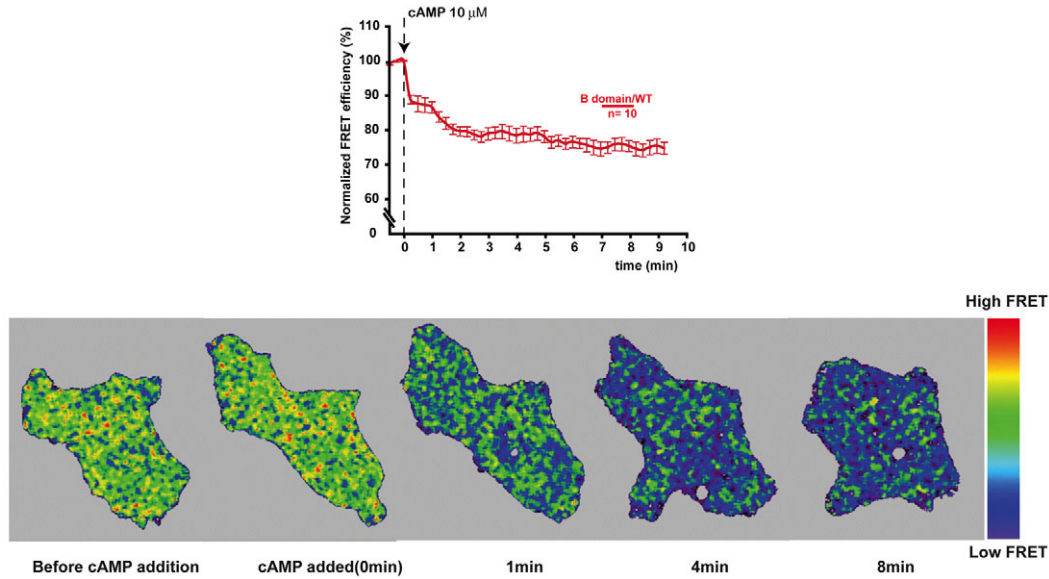 cAMP 10 μM
Normalized FRET efficiency (%)
110
100
90
80
70
60
0
B domain/WT
n= 10
0 1 2 3 4 5 6 7 8 9 10
time (min)
High FRET
Low FRET
Before cAMP addition cAMP added(0min) 1min 4min 8min